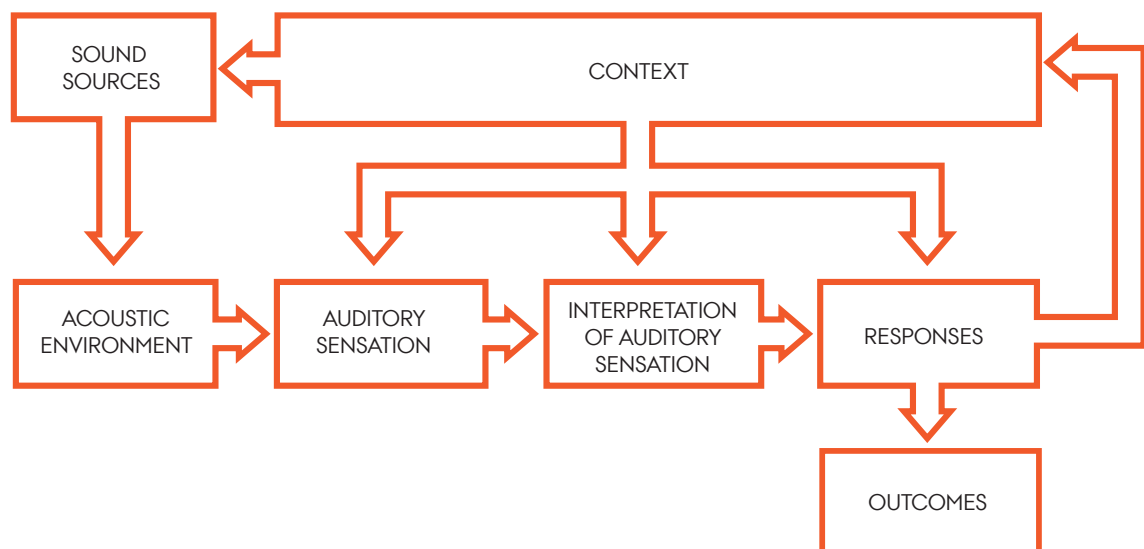 SOUND
SOURCES
CONTEXT
ACOUSTIC
ENVIRONMENT
AUDITORY
SENSATION
INTERPRETATION
OF AUDITORY
SENSATION
RESPONSES
OUTCOMES